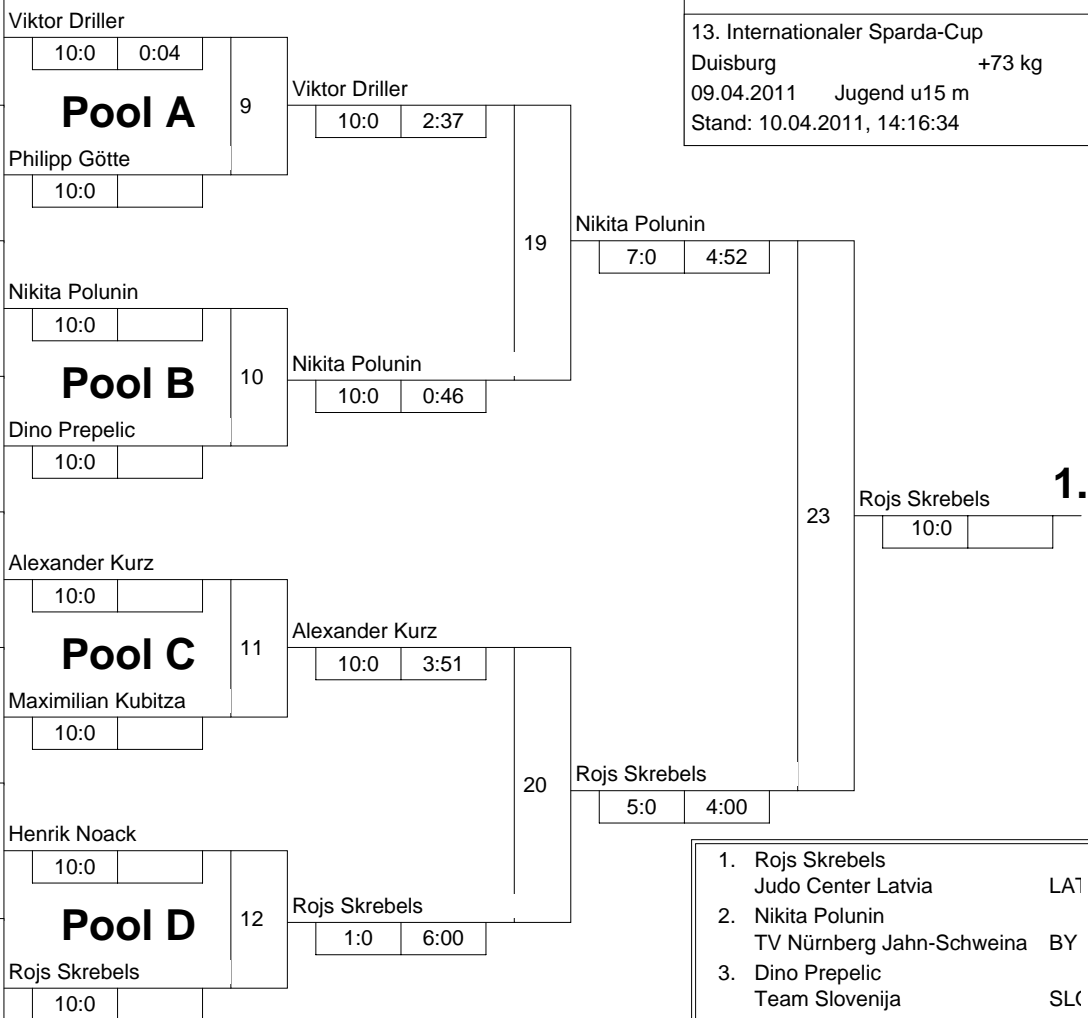 Viktor Driller
10:0 0:04
Pool A
9
Philipp Götte
10:0
Viktor Driller
10:0 2:37
13. Internationaler Sparda-Cup
Duisburg +73 kg
09.04.2011 Jugend u15 m
Stand: 10.04.2011, 14:16:34
19
Nikita Polunin
7:0 4:52
Nikita Polunin
10:0
Pool B
10
Dino Prepelic
10:0
Nikita Polunin
10:0 0:46
23
Rojs Skrebels 1.
10:0
Alexander Kurz
10:0
Pool C
11
Maximilian Kubitza
10:0
Alexander Kurz
10:0 3:51
20
Rojs Skrebels
5:0 4:00
Henrik Noack
10:0
Pool D
12
Rojs Skrebels
10:0
Rojs Skrebels
1:0 6:00
1. Rojs Skrebels
Judo Center Latvia
2. Nikita Polunin
TV Nürnberg Jahn-Schweina BY
3. Dino Prepelic
Team Slovenija